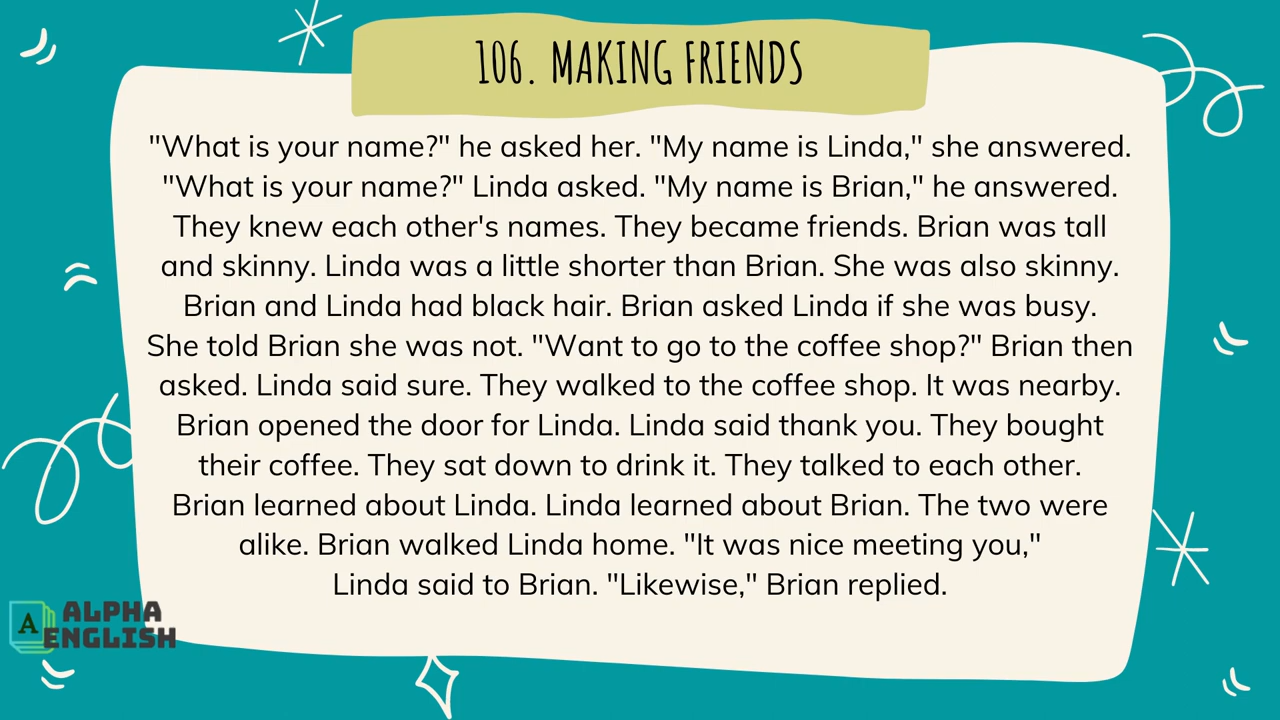 106. MAKING FRIENDS
"What is your name?" he asked her. "My name is Linda," she answered.
"What is your name?" Linda asked. "My name is Brian," he answered.
They knew each other's names. They became friends. Brian was tall
and skinny. Linda was a little shorter than Brian. She was also skinny.
Brian and Linda had black hair. Brian asked Linda if she was busy.
She told Brian she was not. "Want to go to the coffee shop?" Brian then
asked. Linda said sure. They walked to the coffee shop. It was nearby.
Brian opened the door for Linda. Linda said thank you. They bought
their coffee. They sat down to drink it. They talked to each other.
Brian learned about Linda. Linda learned about Brian. The two were
alike. Brian walked Linda home. "It was nice meeting you,"
Linda said to Brian. "Likewise," Brian replied.
A
ALPHA
ENGLISH